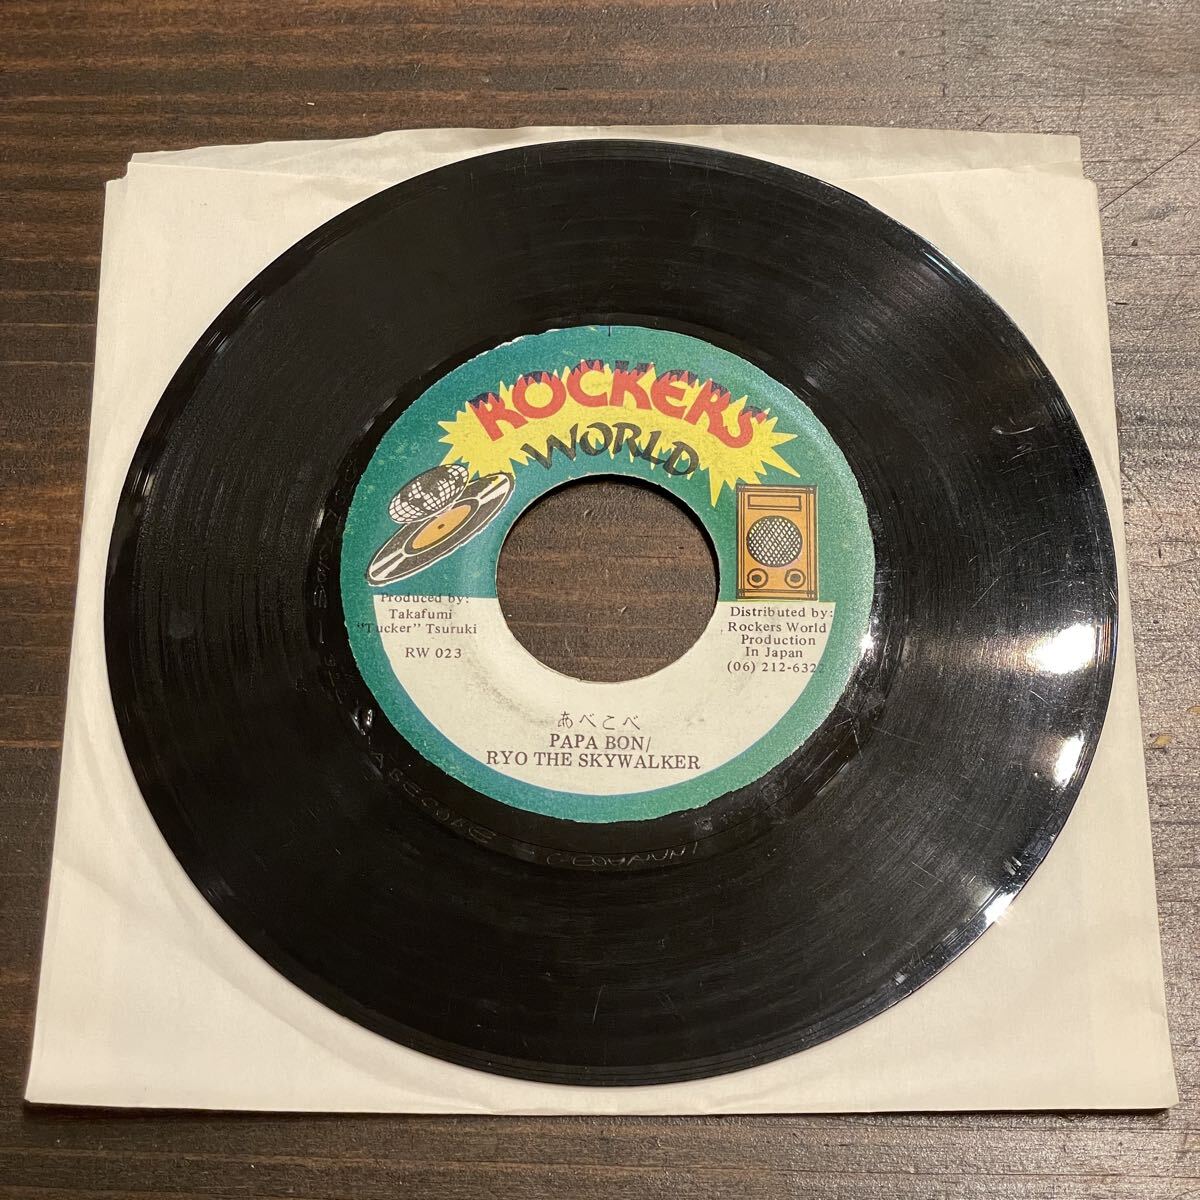 ROCKERS
WORLD
Produced by:
Takafumi
"Tucker" Tsuruki
RW 023
Distributed by:
Rockers World
Production
In Japan
(06) 212-6322
あべこべ
PAPA BON/
RYO THE SKYWALKER